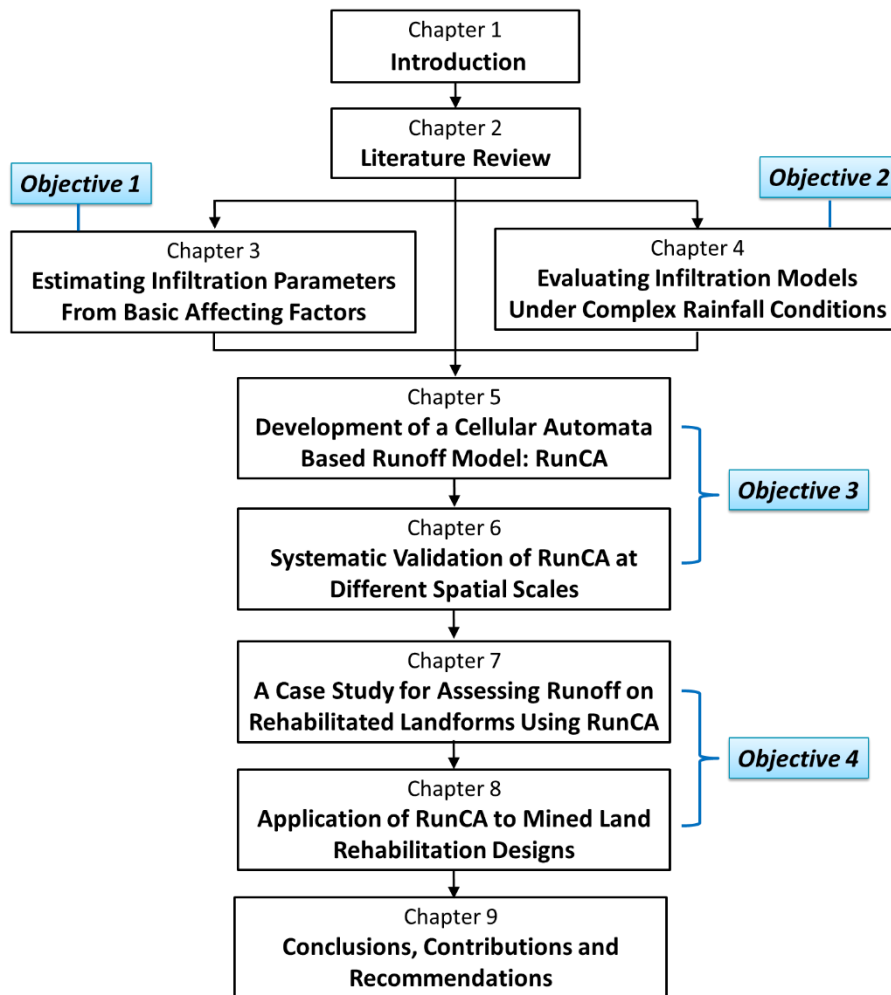 Chapter 1
Introduction
Chapter 2
Literature Review
Objective 1
Objective 2
Chapter 3
Estimating Infiltration Parameters
From Basic Affecting Factors
Chapter 4
Evaluating Infiltration Models
Under Complex Rainfall Conditions
Chapter 5
Development of a Cellular Automata
Based Runoff Model: RunCA
Objective 3
Chapter 6
Systematic Validation of RunCA at
Different Spatial Scales
Chapter 7
A Case Study for Assessing Runoff on
Rehabilitated Landforms Using RunCA
Objective 4
Chapter 8
Application of RunCA to Mined Land
Rehabilitation Designs
Chapter 9
Conclusions, Contributions and
Recommendations